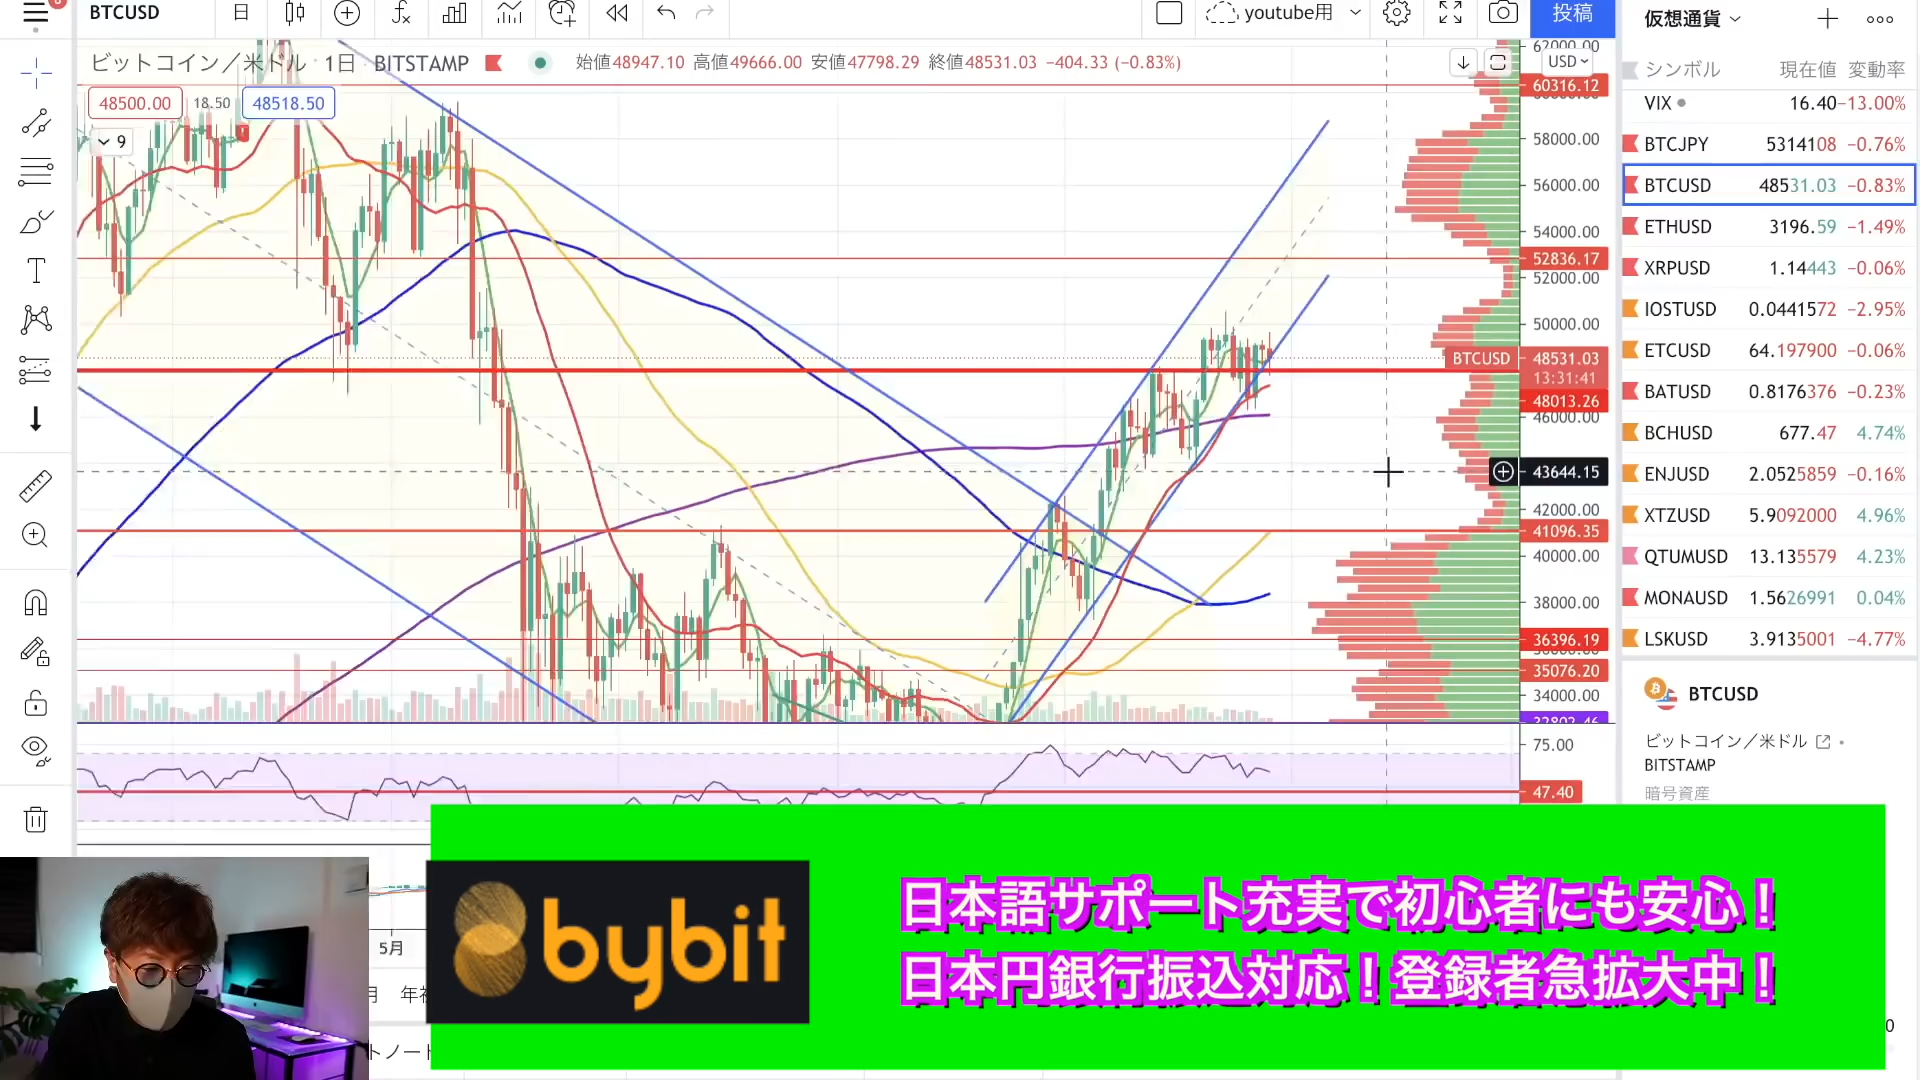 BTCUSD
日
youtube用
投稿
仮想通貨
ビットコイン／米ドル · 1日 · BITSTAMP
始値48947.10 高値49666.00 安値47798.29 終値48531.03 −404.33 (−0.83%)
USD
48500.00 18.50 48518.50
9
62000.00
60316.12
58000.00
56000.00
54000.00
52836.17
52000.00
50000.00
BTCUSD 48531.03
13:31:41
48013.26
46000.00
43644.15
42000.00
41096.35
40000.00
38000.00
36396.19
35076.20
34000.00
32802.46
75.00
47.40
シンボル 現在値 変動率
VIX 16.40 −13.00%
BTCJPY 5314108 −0.76%
BTCUSD 48531.03 −0.83%
ETHUSD 3196.59 −1.49%
XRPUSD 1.14443 −0.06%
IOSTUSD 0.0441572 −2.95%
ETCUSD 64.197900 −0.06%
BATUSD 0.8176376 −0.23%
BCHUSD 677.47 4.74%
ENJUSD 2.0525859 −0.16%
XTZUSD 5.9092000 4.96%
QTUMUSD 13.135579 4.23%
MONAUSD 1.5626991 0.04%
LSKUSD 3.9135001 −4.77%
BTCUSD
ビットコイン／米ドル
BITSTAMP
暗号資産
5月
bybit
日本語サポート充実で初心者にも安心！
日本円銀行振込対応！登録者急拡大中！